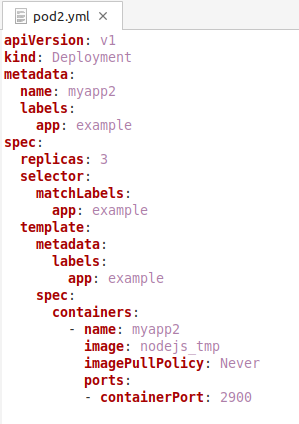 pod2.yml ×
apiVersion: v1
kind: Deployment
metadata:
  name: myapp2
  labels:
    app: example
spec:
  replicas: 3
  selector:
    matchLabels:
      app: example
  template:
    metadata:
      labels:
        app: example
    spec:
      containers:
        - name: myapp2
          image: nodejs_tmp
          imagePullPolicy: Never
          ports:
          - containerPort: 2900